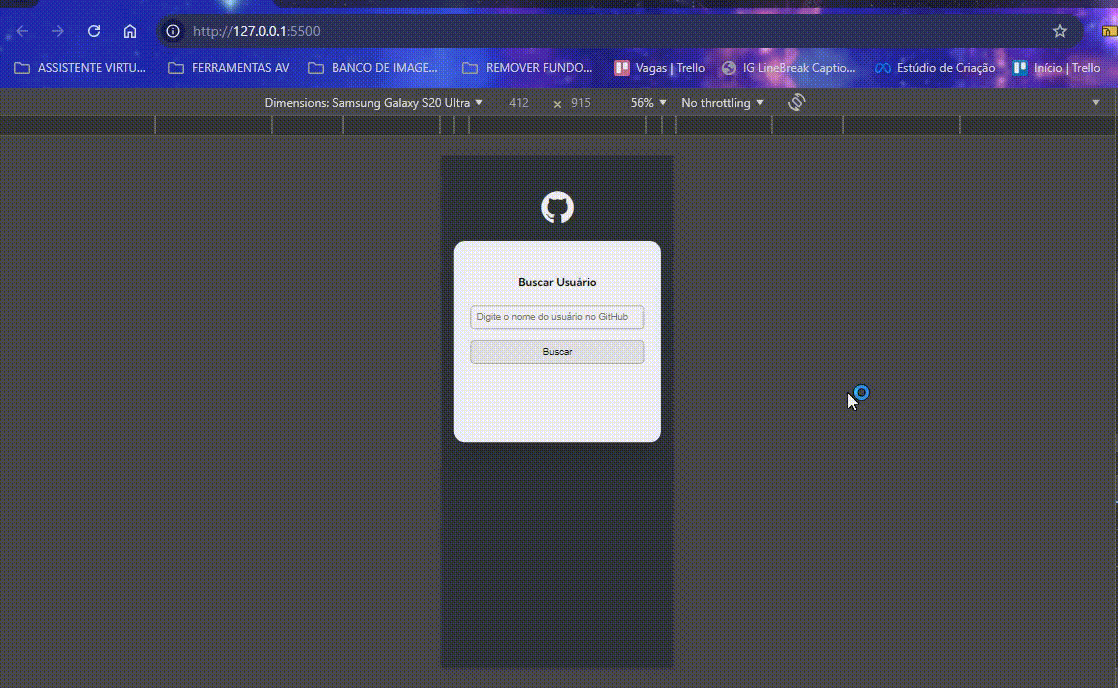 http://127.0.0.1:5500
ASSISTENTE VIRTU... FERRAMENTAS AV BANCO DE IMAGE... REMOVER FUNDO... Vagas | Trello IG LineBreak Captio... Estúdio de Criação Início | Trello
Dimensions: Samsung Galaxy S20 Ultra 412 × 915 56% No throttling
Buscar Usuário
Digite o nome do usuário no GitHub
Buscar